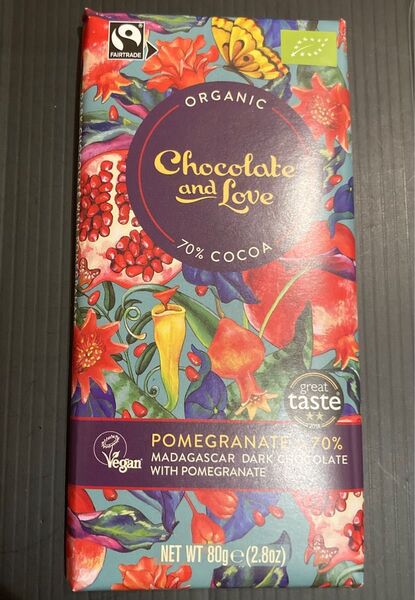 FAIRTRADE
ORGANIC
Chocolate
and Love
70% COCOA
great
taste
2018
Vegan
POMEGRANATE 70%
MADAGASCAR DARK CHOCOLATE
WITH POMEGRANATE
NET WT 80g e (2.8oz)